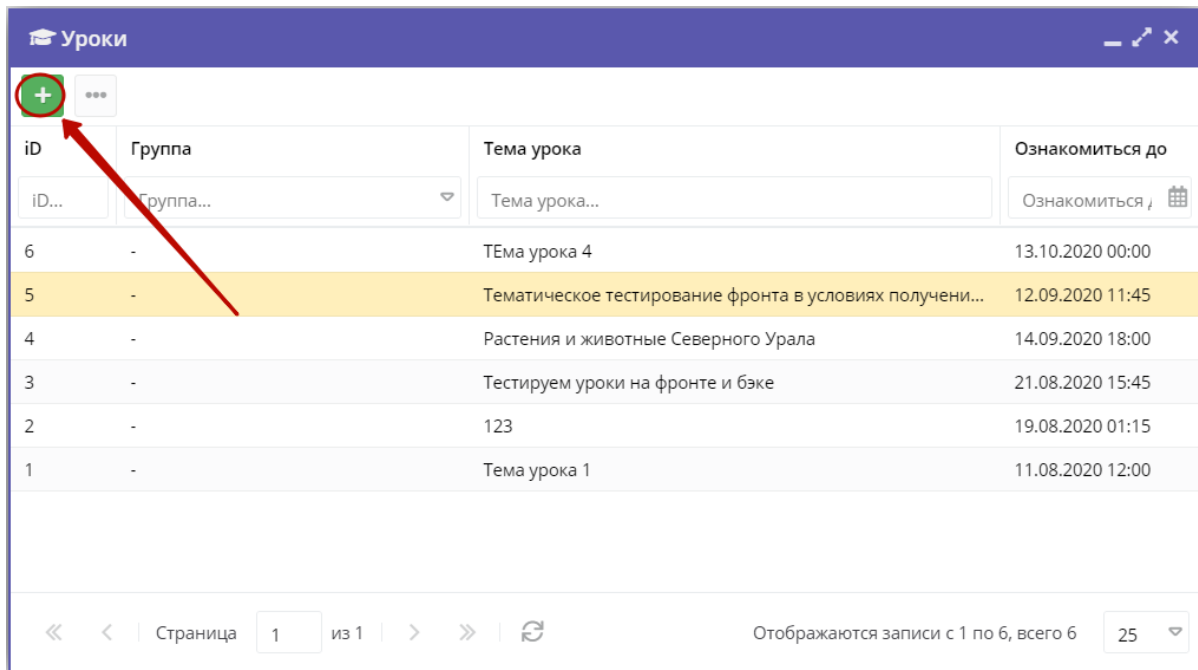 Уроки
iD Группа Тема урока Ознакомиться до
iD... Группа... Тема урока... Ознакомиться д
6 - ТЕма урока 4 13.10.2020 00:00
5 - Тематическое тестирование фронта в условиях получени... 12.09.2020 11:45
4 - Растения и животные Северного Урала 14.09.2020 18:00
3 - Тестируем уроки на фронте и бэке 21.08.2020 15:45
2 - 123 19.08.2020 01:15
1 - Тема урока 1 11.08.2020 12:00
Страница 1 из 1 Отображаются записи с 1 по 6, всего 6 25